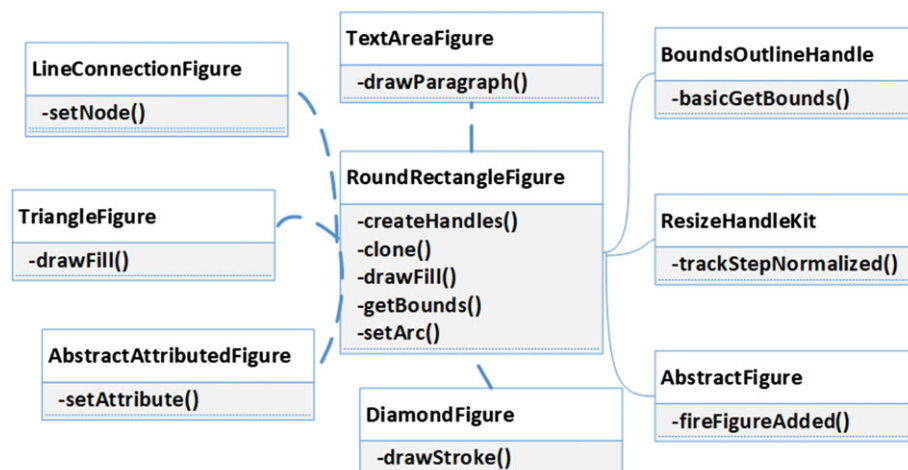 LineConnectionFigure
-setNode()
TriangleFigure
-drawFill()
AbstractAttributedFigure
-setAttribute()
TextAreaFigure
-drawParagraph()
RoundRectangleFigure
-createHandles()
-clone()
-drawFill()
-getBounds()
-setArc()
DiamondFigure
-drawStroke()
BoundsOutlineHandle
-basicGetBounds()
ResizeHandleKit
-trackStepNormalized()
AbstractFigure
-fireFigureAdded()